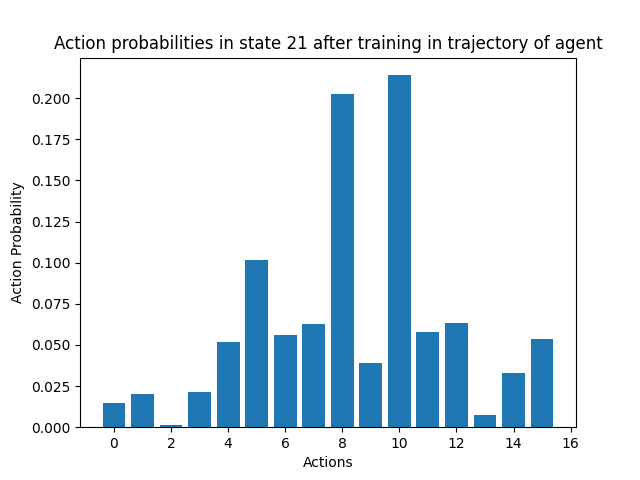 Action probabilities in state 21 after training in trajectory of agent
0.200
0.175
0.150
0.125
0.100
0.075
0.050
0.025
0.000
Action Probability
0 2 4 6 8 10 12 14 16
Actions